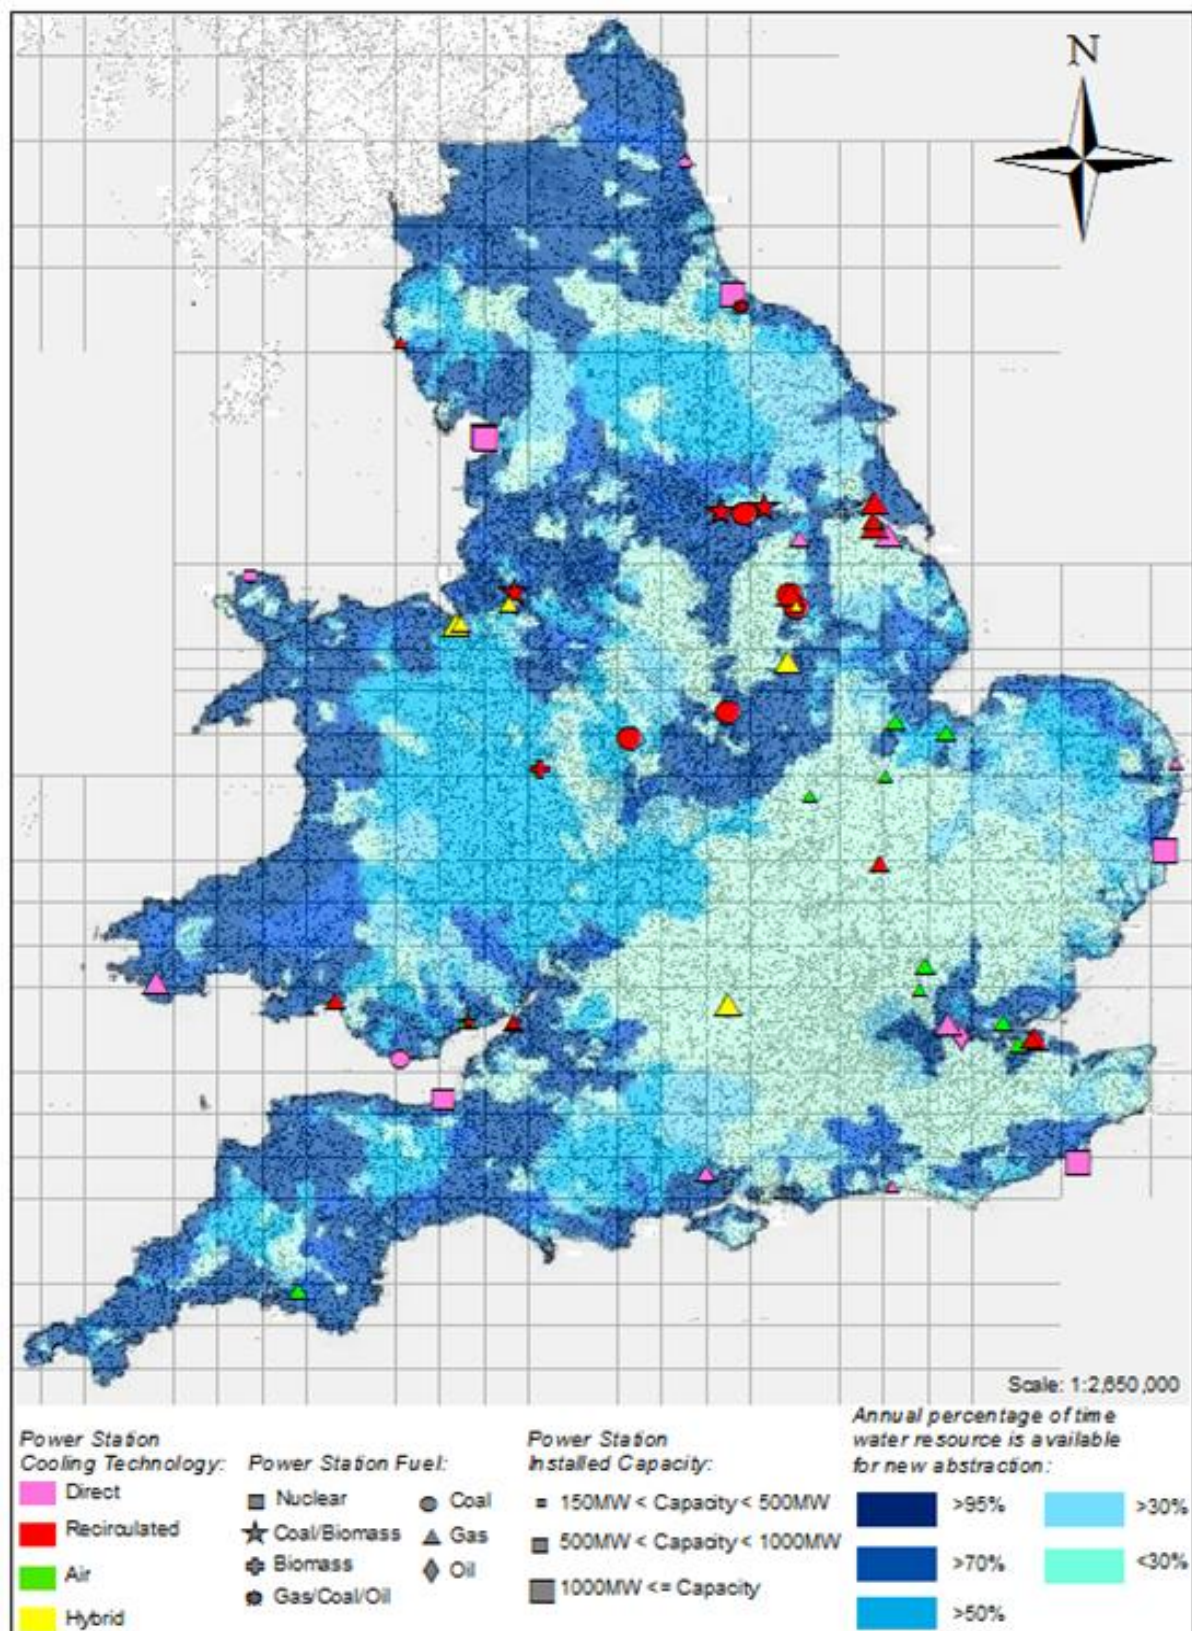 N
Scale: 1:2,650,000
Power Station
Cooling Technology:
Direct
Recirculated
Air
Hybrid
Power Station Fuel:
Nuclear
Coal/Biomass
Biomass
Gas/Coal/Oil
Coal
Gas
Oil
Power Station
Installed Capacity:
150MW < Capacity < 500MW
500MW < Capacity < 1000MW
1000MW <= Capacity
Annual percentage of time
water resource is available
for new abstraction:
>95%
>70%
>50%
>30%
<30%